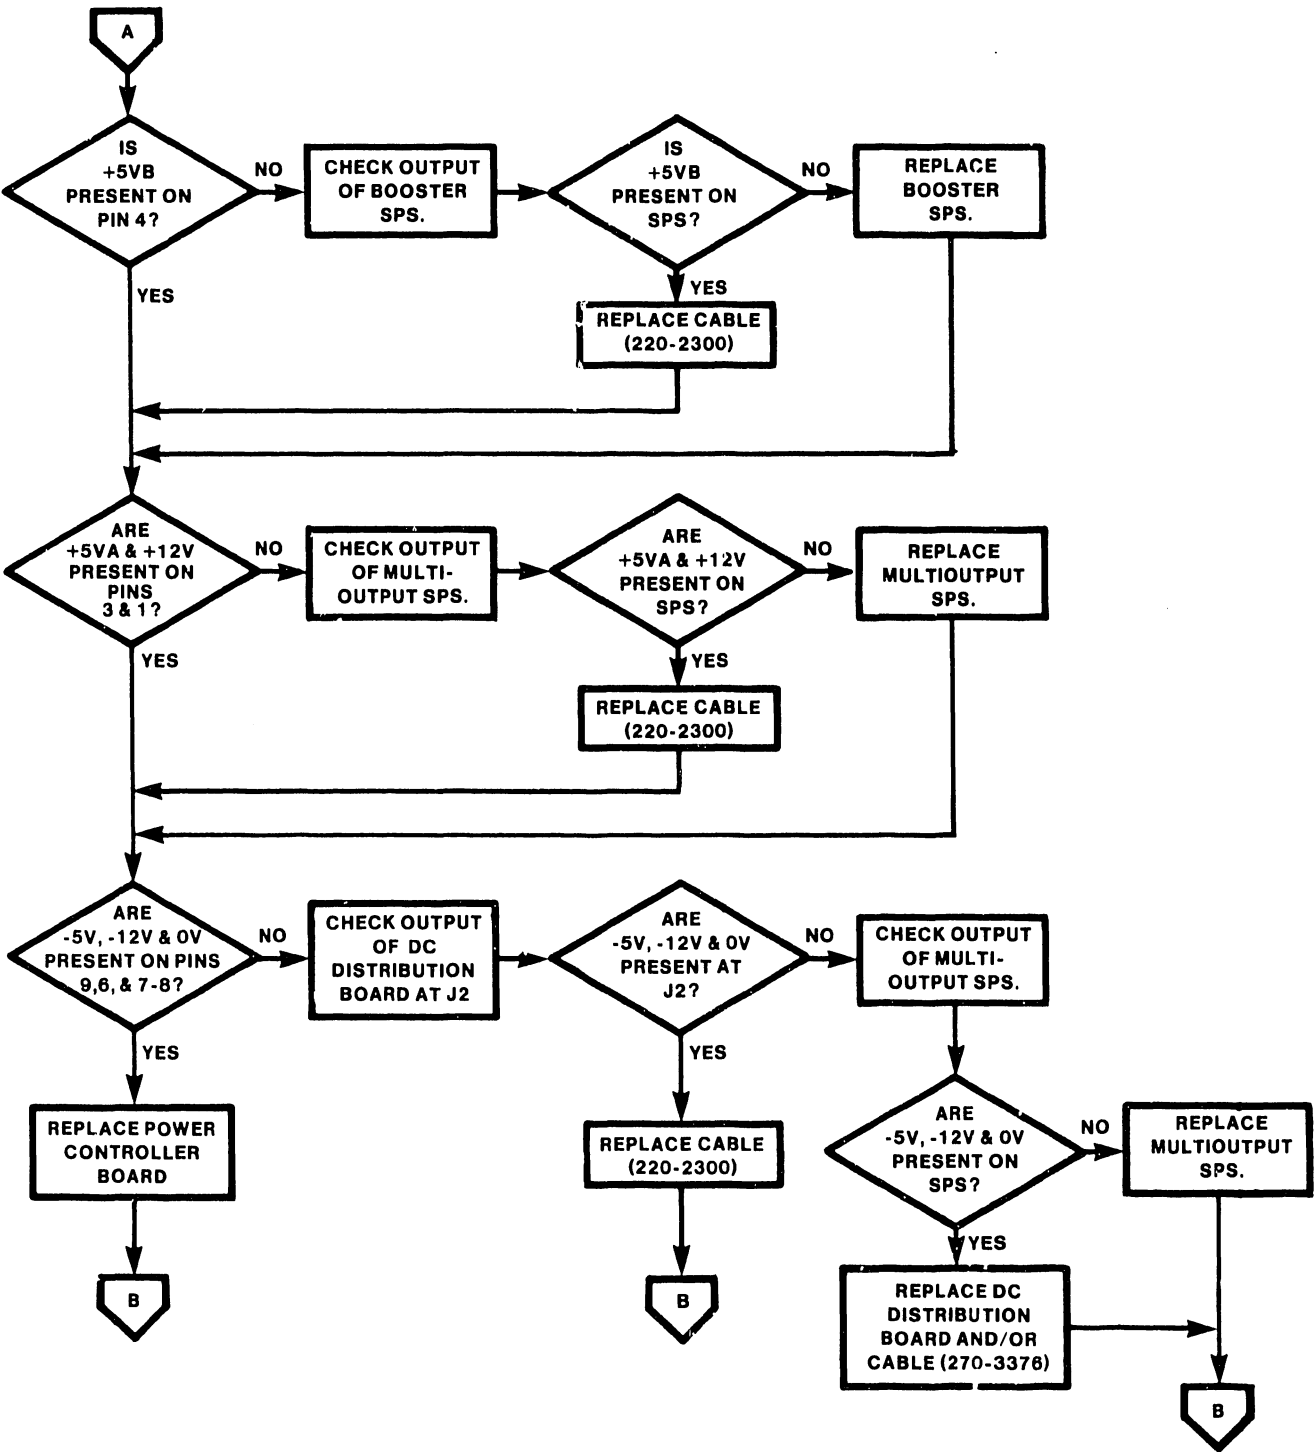 A
IS
+5VB
PRESENT ON
PIN 4?
NO
CHECK OUTPUT
OF BOOSTER
SPS.
IS
+5VB
PRESENT ON
SPS?
NO
REPLACE
BOOSTER
SPS.
YES
YES
REPLACE CABLE
(220-2300)
ARE
+5VA & +12V
PRESENT ON
PINS
3 & 1?
NO
CHECK OUTPUT
OF MULTI-
OUTPUT SPS.
ARE
+5VA & +12V
PRESENT ON
SPS?
NO
REPLACE
MULTIOUTPUT
SPS.
YES
YES
REPLACE CABLE
(220-2300)
ARE
-5V, -12V & 0V
PRESENT ON PINS
9,6, & 7-8?
NO
CHECK OUTPUT
OF DC
DISTRIBUTION
BOARD AT J2
ARE
-5V, -12V & 0V
PRESENT AT
J2?
NO
CHECK OUTPUT
OF MULTI-
OUTPUT SPS.
YES
REPLACE POWER
CONTROLLER
BOARD
B
YES
REPLACE CABLE
(220-2300)
B
ARE
-5V, -12V & 0V
PRESENT ON
SPS?
NO
REPLACE
MULTIOUTPUT
SPS.
YES
REPLACE DC
DISTRIBUTION
BOARD AND/OR
CABLE (270-3376)
B